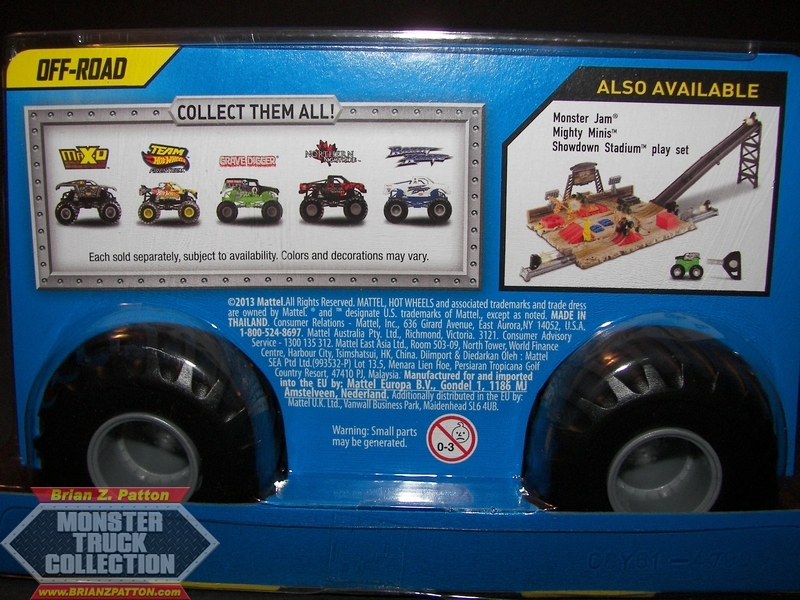 OFF-ROAD
COLLECT THEM ALL!
MAX-D
TEAM
HOT WHEELS
GRAVE DIGGER
NORTHERN
NIGHTMARE
Each sold separately, subject to availability. Colors and decorations may vary.
ALSO AVAILABLE
Monster Jam®
Mighty Minis™
Showdown Stadium™ play set
©2013 Mattel.All Rights Reserved. MATTEL, HOT WHEELS and associated trademarks and trade dress
are owned by Mattel. ® and ™ designate U.S. trademarks of Mattel, except as noted. MADE IN
THAILAND. Consumer Relations - Mattel, Inc., 636 Girard Avenue, East Aurora,NY 14052, U.S.A.
1-800-524-8697. Mattel Australia Pty. Ltd., Richmond, Victoria. 3121. Consumer Advisory
Service - 1300 135 312. Mattel East Asia Ltd., Room 503-09, North Tower, World Finance
Centre, Harbour City, Tsimshatsui, HK, China. Diimport & Diedarkan Oleh : Mattel
SEA Ptd Ltd.(993532-P) Lot 13.5, Menara Lien Hoe, Persiaran Tropicana Golf
Country Resort, 47410 PJ, Malaysia. Manufactured for and imported
into the EU by: Mattel Europa B.V., Gondel 1, 1186 MJ
Amstelveen, Nederland. Additionally distributed in the EU by:
Mattel U.K. Ltd., Vanwall Business Park, Maidenhead SL6 4UB.
Warning: Small parts
may be generated.
0-3
Brian Z. Patton
MONSTER
TRUCK
COLLECTION
www.BRIANZPATTON.com